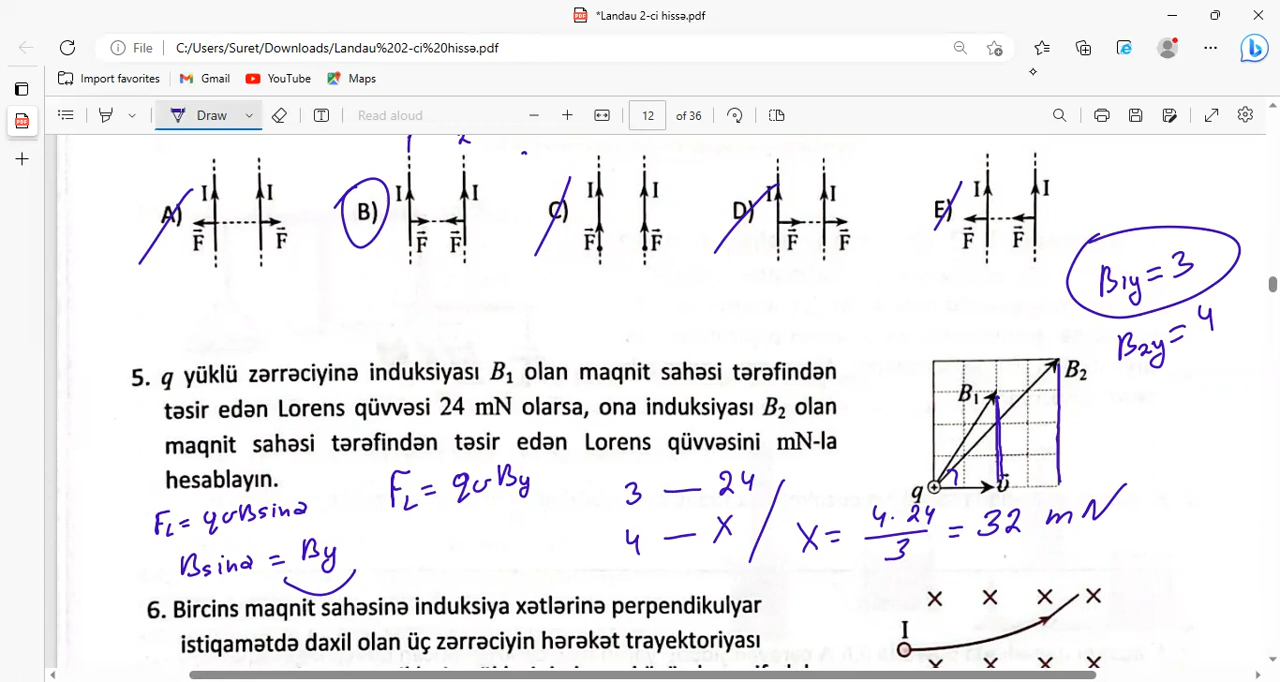 *Landau 2-ci hissə.pdf
File
C:/Users/Suret/Downloads/Landau%202-ci%20hissə.pdf
Import favorites Gmail YouTube Maps
Draw Read aloud 12 of 36
A) I I F F
B) I I F F
C) I I F F
D) I I F F
E) I I F F
B1y = 3
B2y = 4
5. q yüklü zərrəciyinə induksiyası B₁ olan maqnit sahəsi tərəfindən
təsir edən Lorens qüvvəsi 24 mN olarsa, ona induksiyası B₂ olan
maqnit sahəsi tərəfindən təsir edən Lorens qüvvəsini mN-la
hesablayın.
B₁ B₂ q υ
F_L = qυBsinα
Bsinα = By
F_L = qυBy
3 — 24
4 — X
X = 4·24/3 = 32 mN
6. Bircins maqnit sahəsinə induksiya xətlərinə perpendikulyar
istiqamətdə daxil olan üç zərrəciyin hərəkət trayektoriyası
× × × ×
I
× × × ×